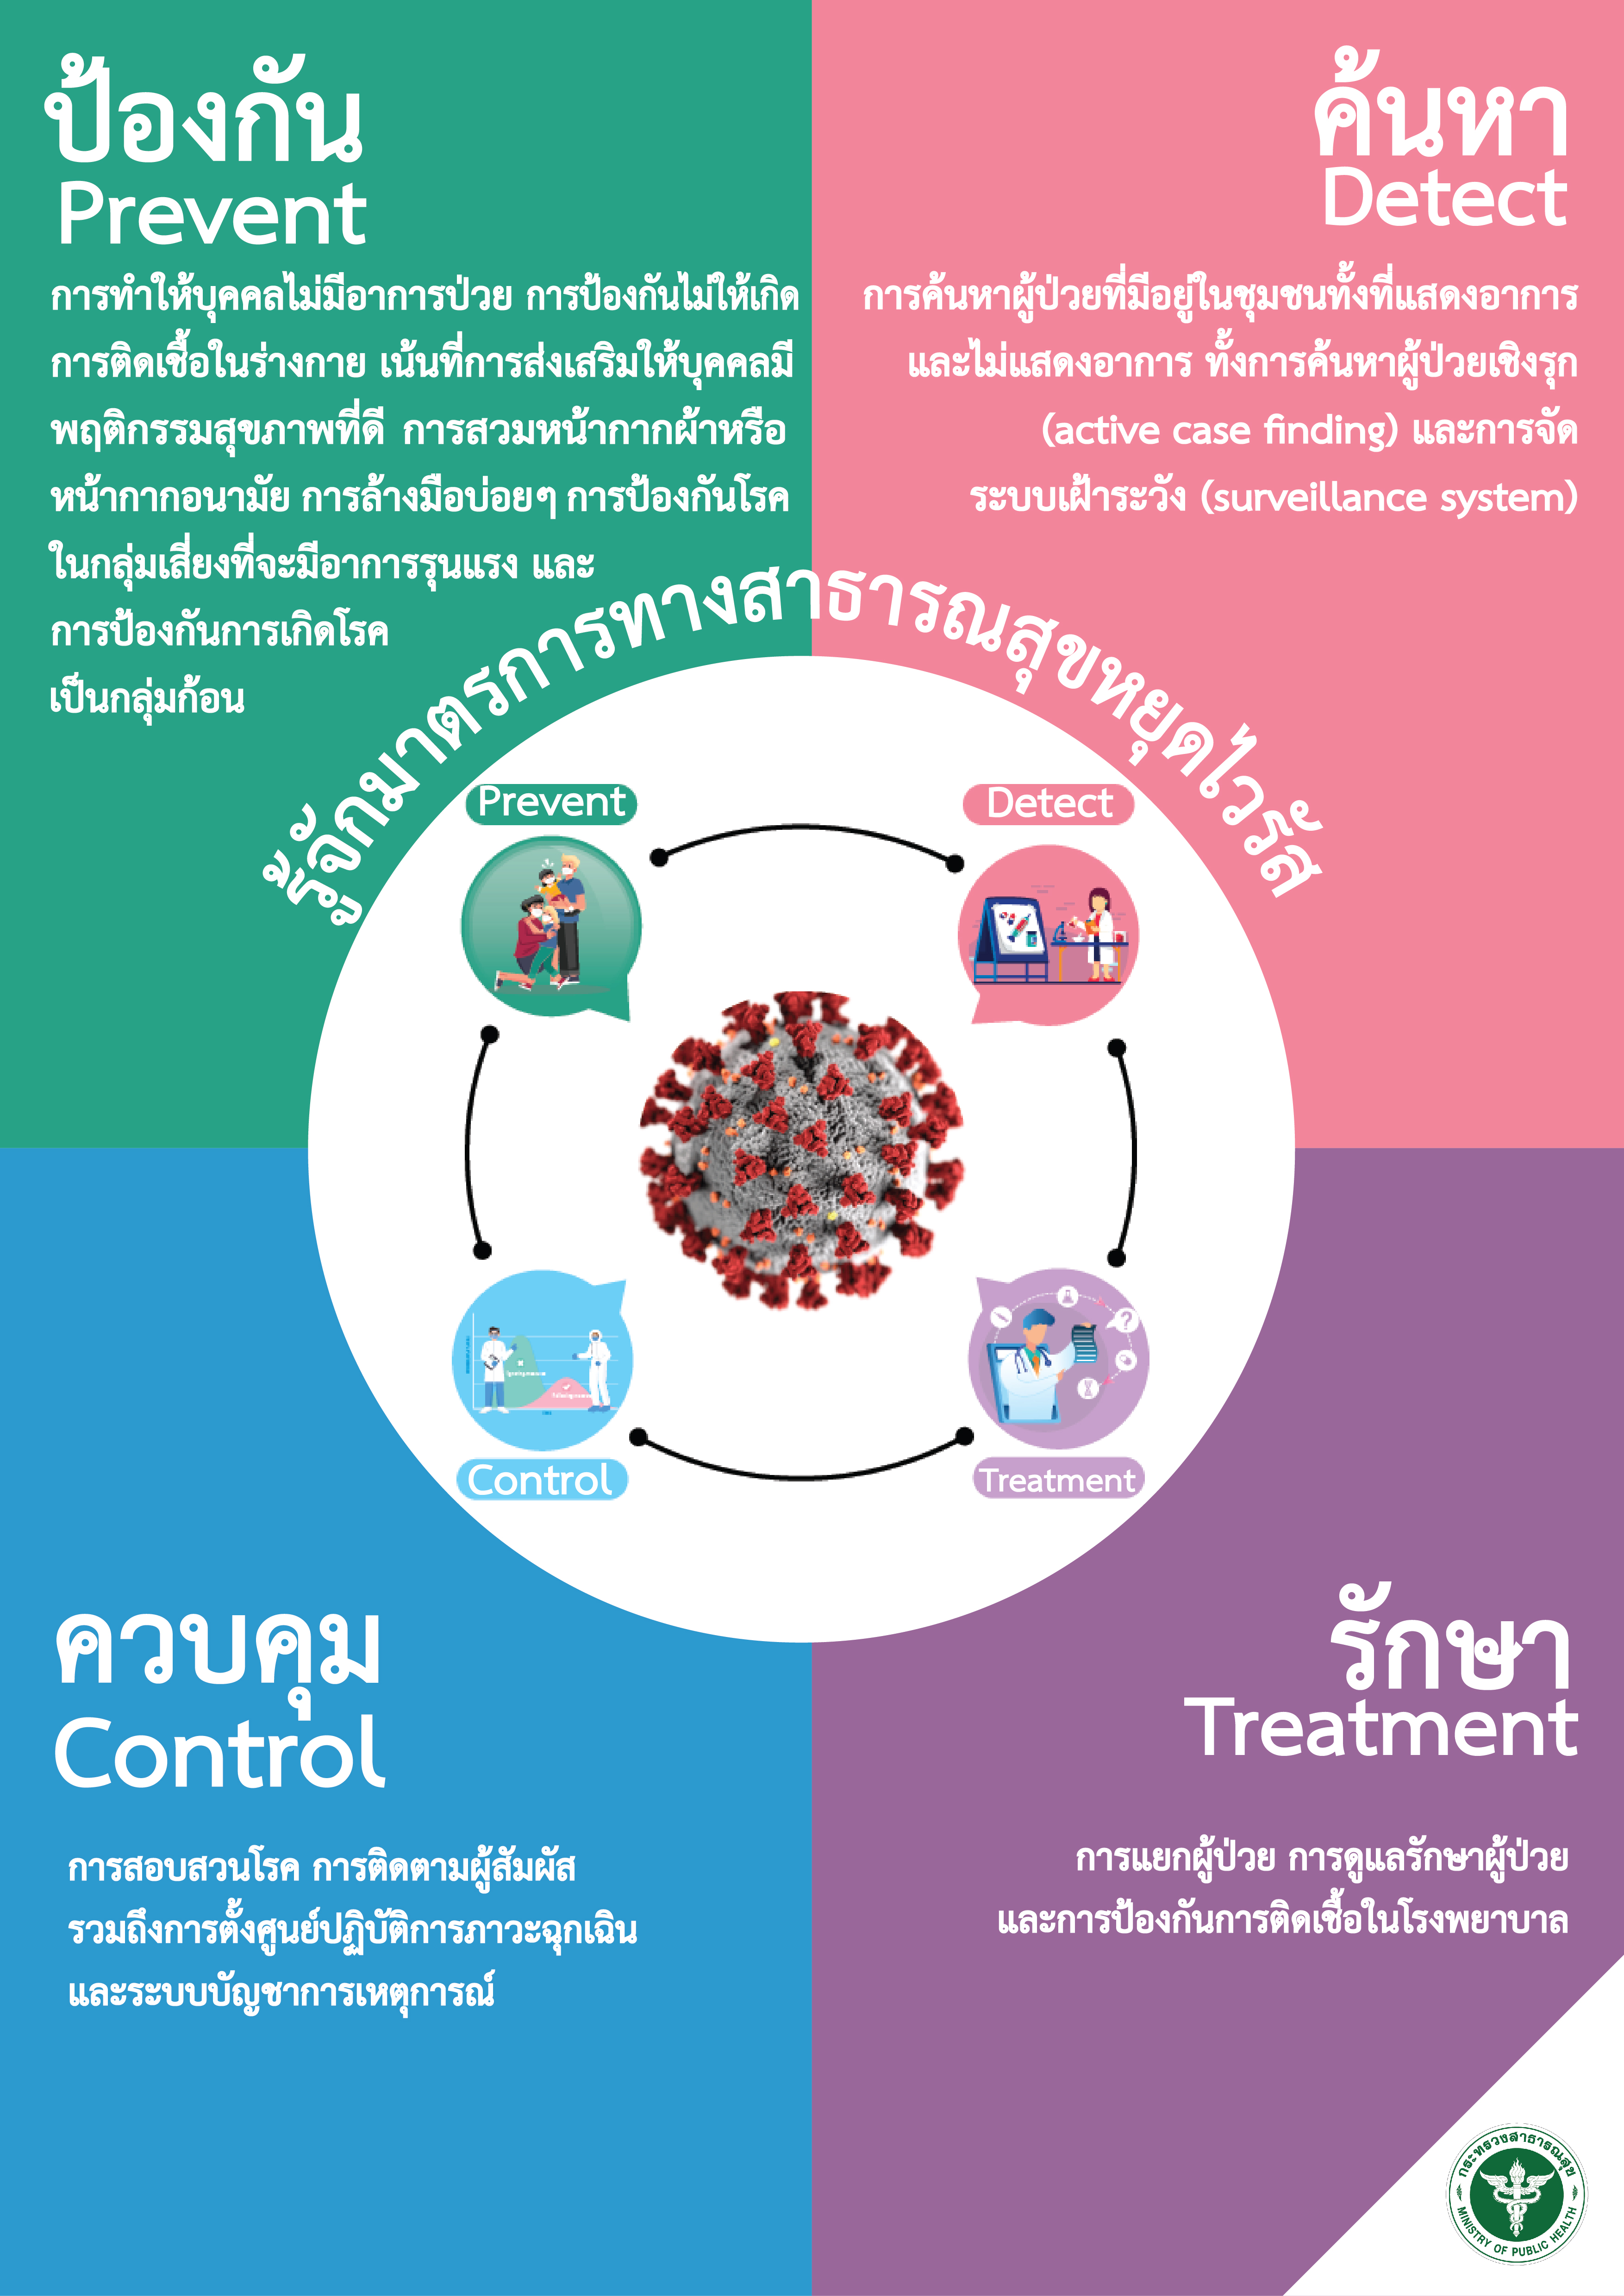 ป้องกัน
Prevent
การทำให้บุคคลไม่มีอาการป่วย การป้องกันไม่ให้เกิด
การติดเชื้อในร่างกาย เน้นที่การส่งเสริมให้บุคคลมี
พฤติกรรมสุขภาพที่ดี การสวมหน้ากากผ้าหรือ
หน้ากากอนามัย การล้างมือบ่อยๆ การป้องกันโรค
ในกลุ่มเสี่ยงที่จะมีอาการรุนแรง และ
การป้องกันการเกิดโรค
เป็นกลุ่มก้อน
ค้นหา
Detect
การค้นหาผู้ป่วยที่มีอยู่ในชุมชนทั้งที่แสดงอาการ
และไม่แสดงอาการ ทั้งการค้นหาผู้ป่วยเชิงรุก
(active case finding) และการจัด
ระบบเฝ้าระวัง (surveillance system)
รู้จักมาตรการทางสาธารณสุขหยุดไวรัส
Prevent
Detect
Control
Treatment
ควบคุม
Control
การสอบสวนโรค การติดตามผู้สัมผัส
รวมถึงการตั้งศูนย์ปฏิบัติการภาวะฉุกเฉิน
และระบบบัญชาการเหตุการณ์
รักษา
Treatment
การแยกผู้ป่วย การดูแลรักษาผู้ป่วย
และการป้องกันการติดเชื้อในโรงพยาบาล
กระทรวงสาธารณสุข
MINISTRY OF PUBLIC HEALTH